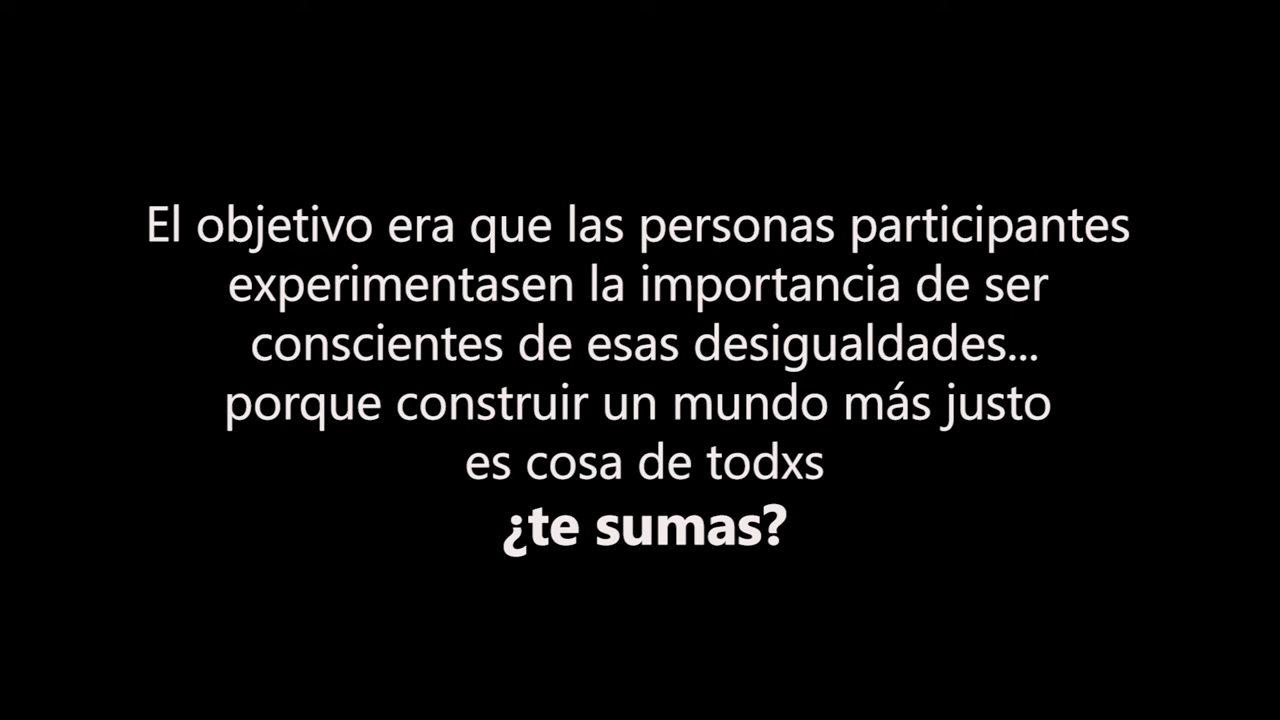 El objetivo era que las personas participantes
experimentasen la importancia de ser
conscientes de esas desigualdades...
porque construir un mundo más justo
es cosa de todxs
¿te sumas?